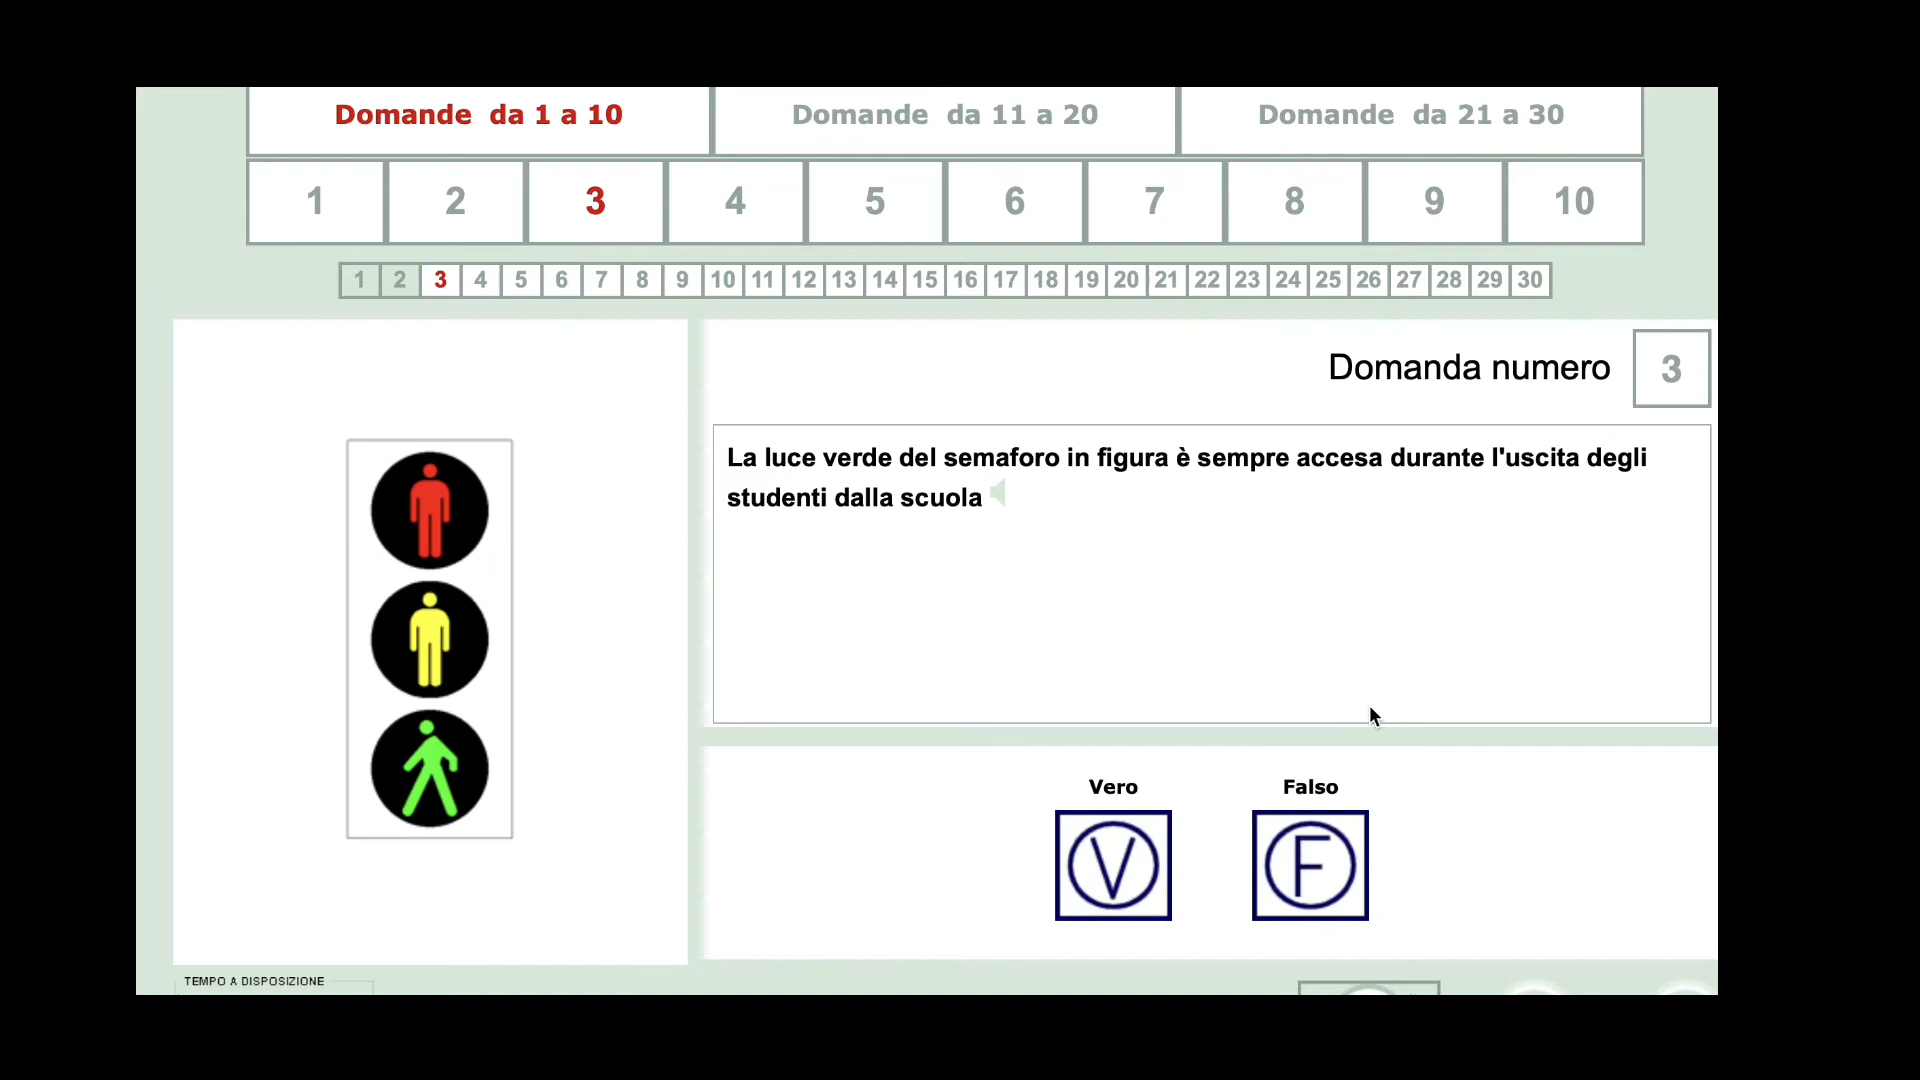 Domande da 1 a 10
Domande da 11 a 20
Domande da 21 a 30
1 2 3 4 5 6 7 8 9 10
1 2 3 4 5 6 7 8 9 10 11 12 13 14 15 16 17 18 19 20 21 22 23 24 25 26 27 28 29 30
Domanda numero 3
La luce verde del semaforo in figura è sempre accesa durante l'uscita degli
studenti dalla scuola
Vero Falso
V F
TEMPO A DISPOSIZIONE